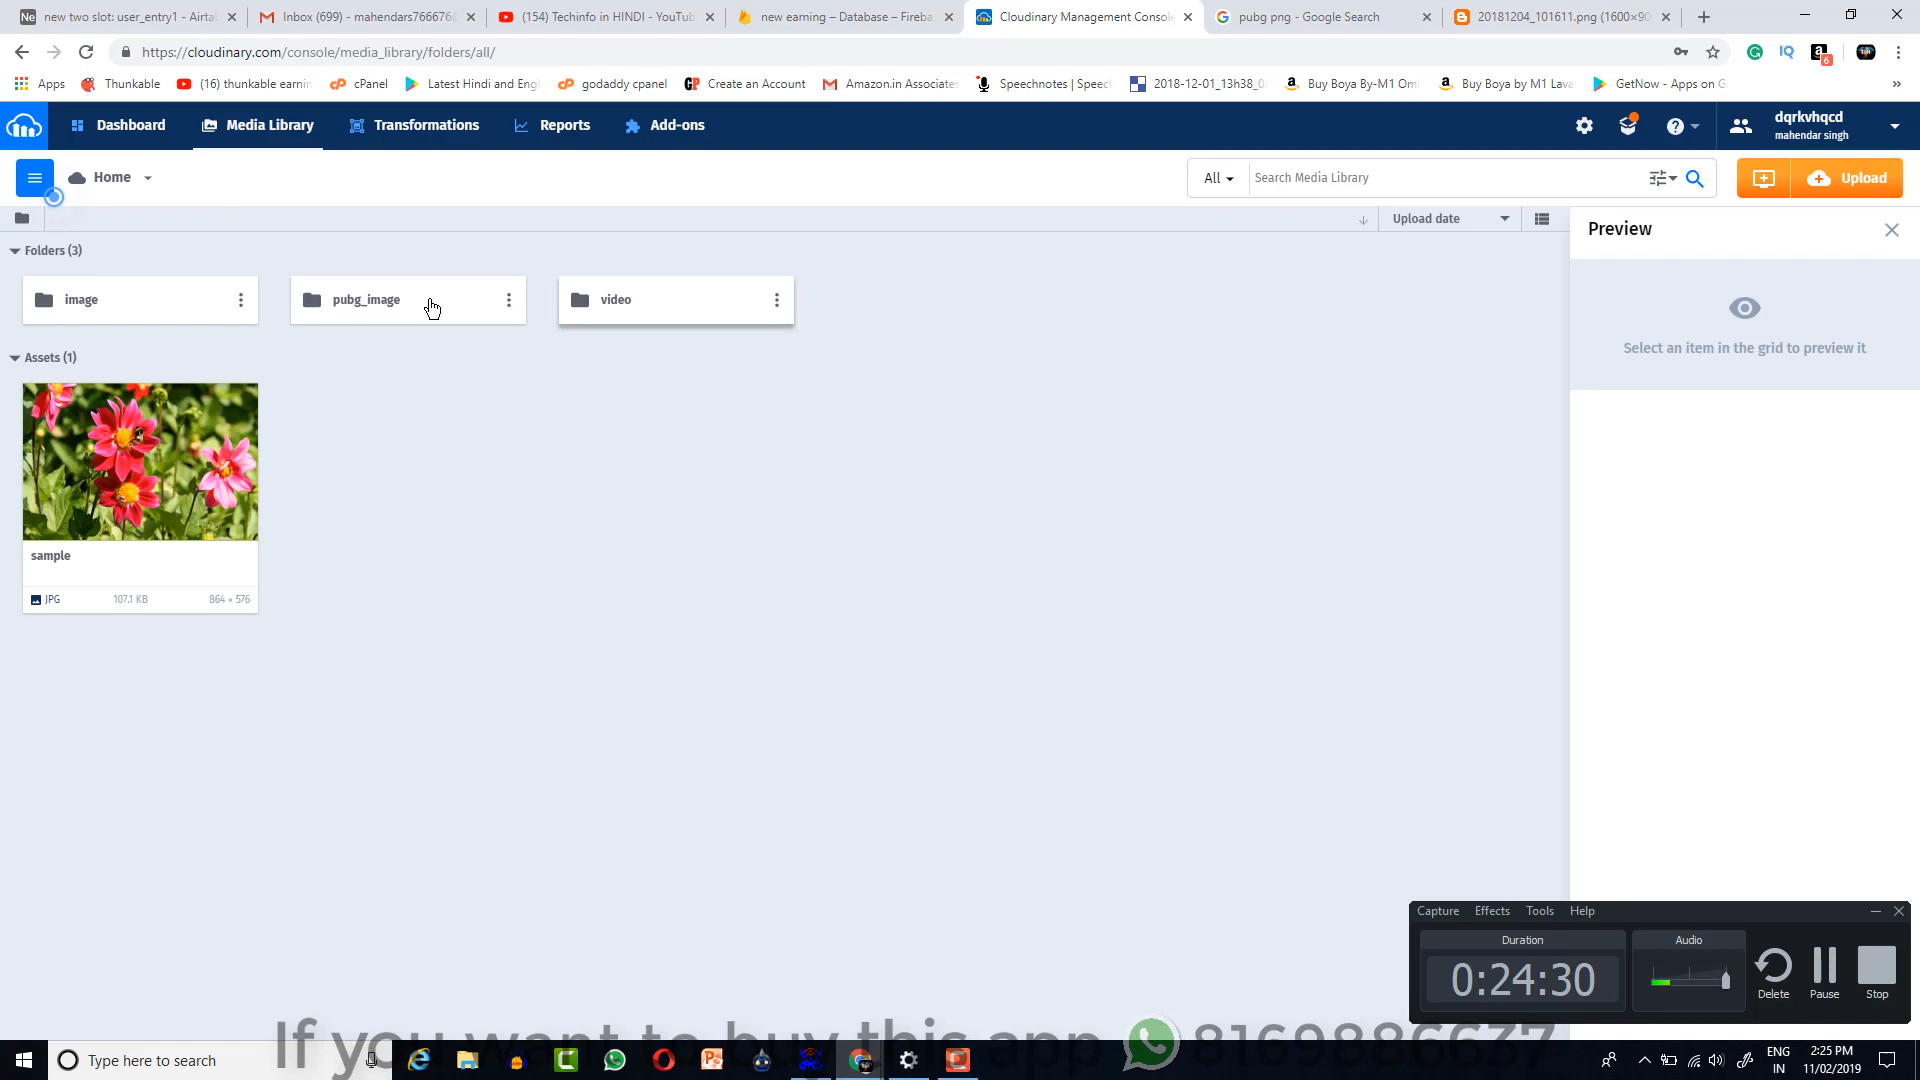 new two slot: user_entry1 - Airta
Inbox (699) - mahendars766676@
(154) Techinfo in HINDI - YouTub
new earning – Database – Fireba
Cloudinary Management Console
pubg png - Google Search
20181204_101611.png (1600×90
https://cloudinary.com/console/media_library/folders/all/
Apps
Thunkable
(16) thunkable earnin
cPanel
Latest Hindi and Engl
godaddy cpanel
Create an Account
Amazon.in Associates
Speechnotes | Speech
2018-12-01_13h38_0
Buy Boya By-M1 Om
Buy Boya by M1 Lava
GetNow - Apps on G
Dashboard
Media Library
Transformations
Reports
Add-ons
dqrkvhqcd
mahendar singh
Home
All
Search Media Library
Upload
Upload date
Preview
Folders (3)
image
pubg_image
video
Select an item in the grid to preview it
Assets (1)
sample
JPG 107.1 KB 864 × 576
Capture Effects Tools Help
Duration
Audio
0:24:30
Delete
Pause
Stop
If you want to buy this app 8169886637
Type here to search
ENG
IN
2:25 PM
11/02/2019